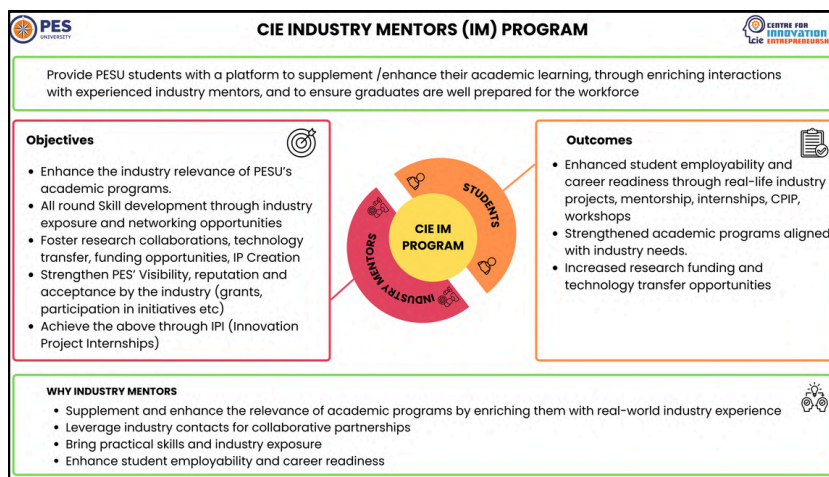 PES
UNIVERSITY
CIE INDUSTRY MENTORS (IM) PROGRAM
CENTRE FOR
INNOVATION
ENTREPRENEURSHIP
cie
Provide PESU students with a platform to supplement /enhance their academic learning, through enriching interactions
with experienced industry mentors, and to ensure graduates are well prepared for the workforce
Objectives
• Enhance the industry relevance of PESU's
academic programs.
• All round Skill development through industry
exposure and networking opportunities
• Foster research collaborations, technology
transfer, funding opportunities, IP Creation
• Strengthen PES' Visibility, reputation and
acceptance by the industry (grants,
participation in initiatives etc)
• Achieve the above through IPI (Innovation
Project Internships)
STUDENTS
CIE IM
PROGRAM
INDUSTRY MENTORS
Outcomes
• Enhanced student employability and
career readiness through real-life industry
projects, mentorship, internships, CPIP,
workshops
• Strengthened academic programs aligned
with industry needs.
• Increased research funding and
technology transfer opportunities
WHY INDUSTRY MENTORS
• Supplement and enhance the relevance of academic programs by enriching them with real-world industry experience
• Leverage industry contacts for collaborative partnerships
• Bring practical skills and industry exposure
• Enhance student employability and career readiness